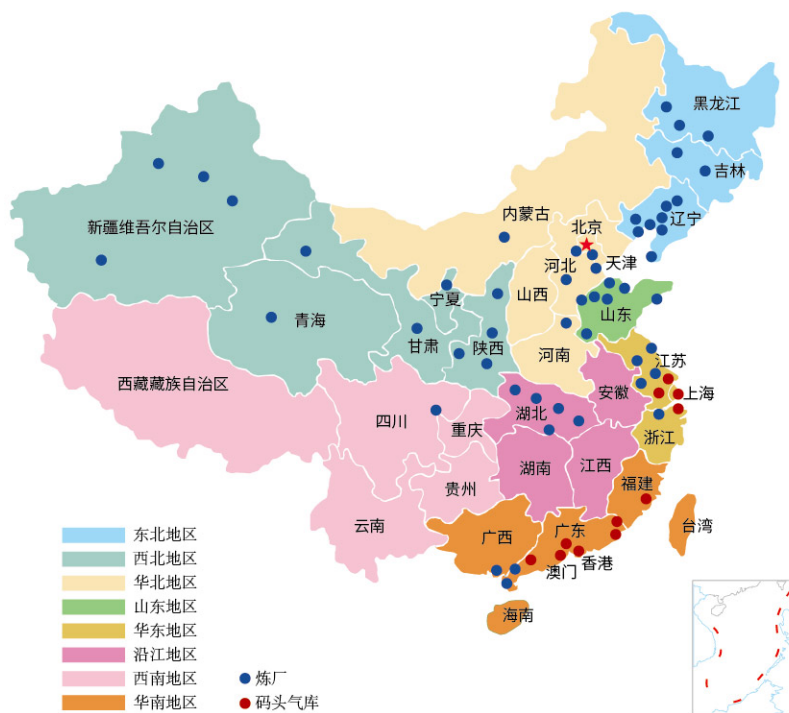 黑龙江
吉林
辽宁
内蒙古
北京
新疆维吾尔自治区
河北
天津
宁夏
山西
山东
青海
甘肃
陕西
河南
江苏
西藏藏族自治区
安徽
上海
四川
湖北
重庆
浙江
湖南
江西
贵州
福建
云南
广西
广东
台湾
澳门
香港
海南
东北地区
西北地区
华北地区
山东地区
华东地区
沿江地区
西南地区
华南地区
炼厂
码头气库